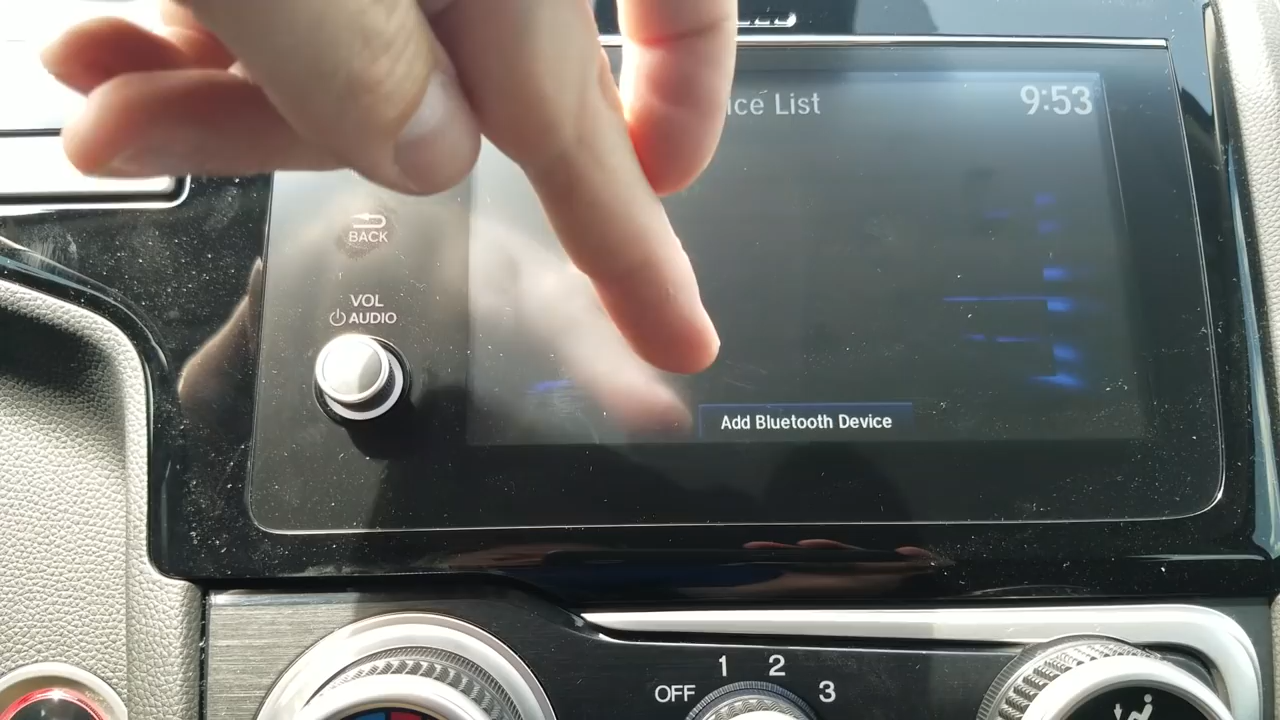 ice List
9:53
BACK
VOL
AUDIO
Add Bluetooth Device
1 2
OFF 3